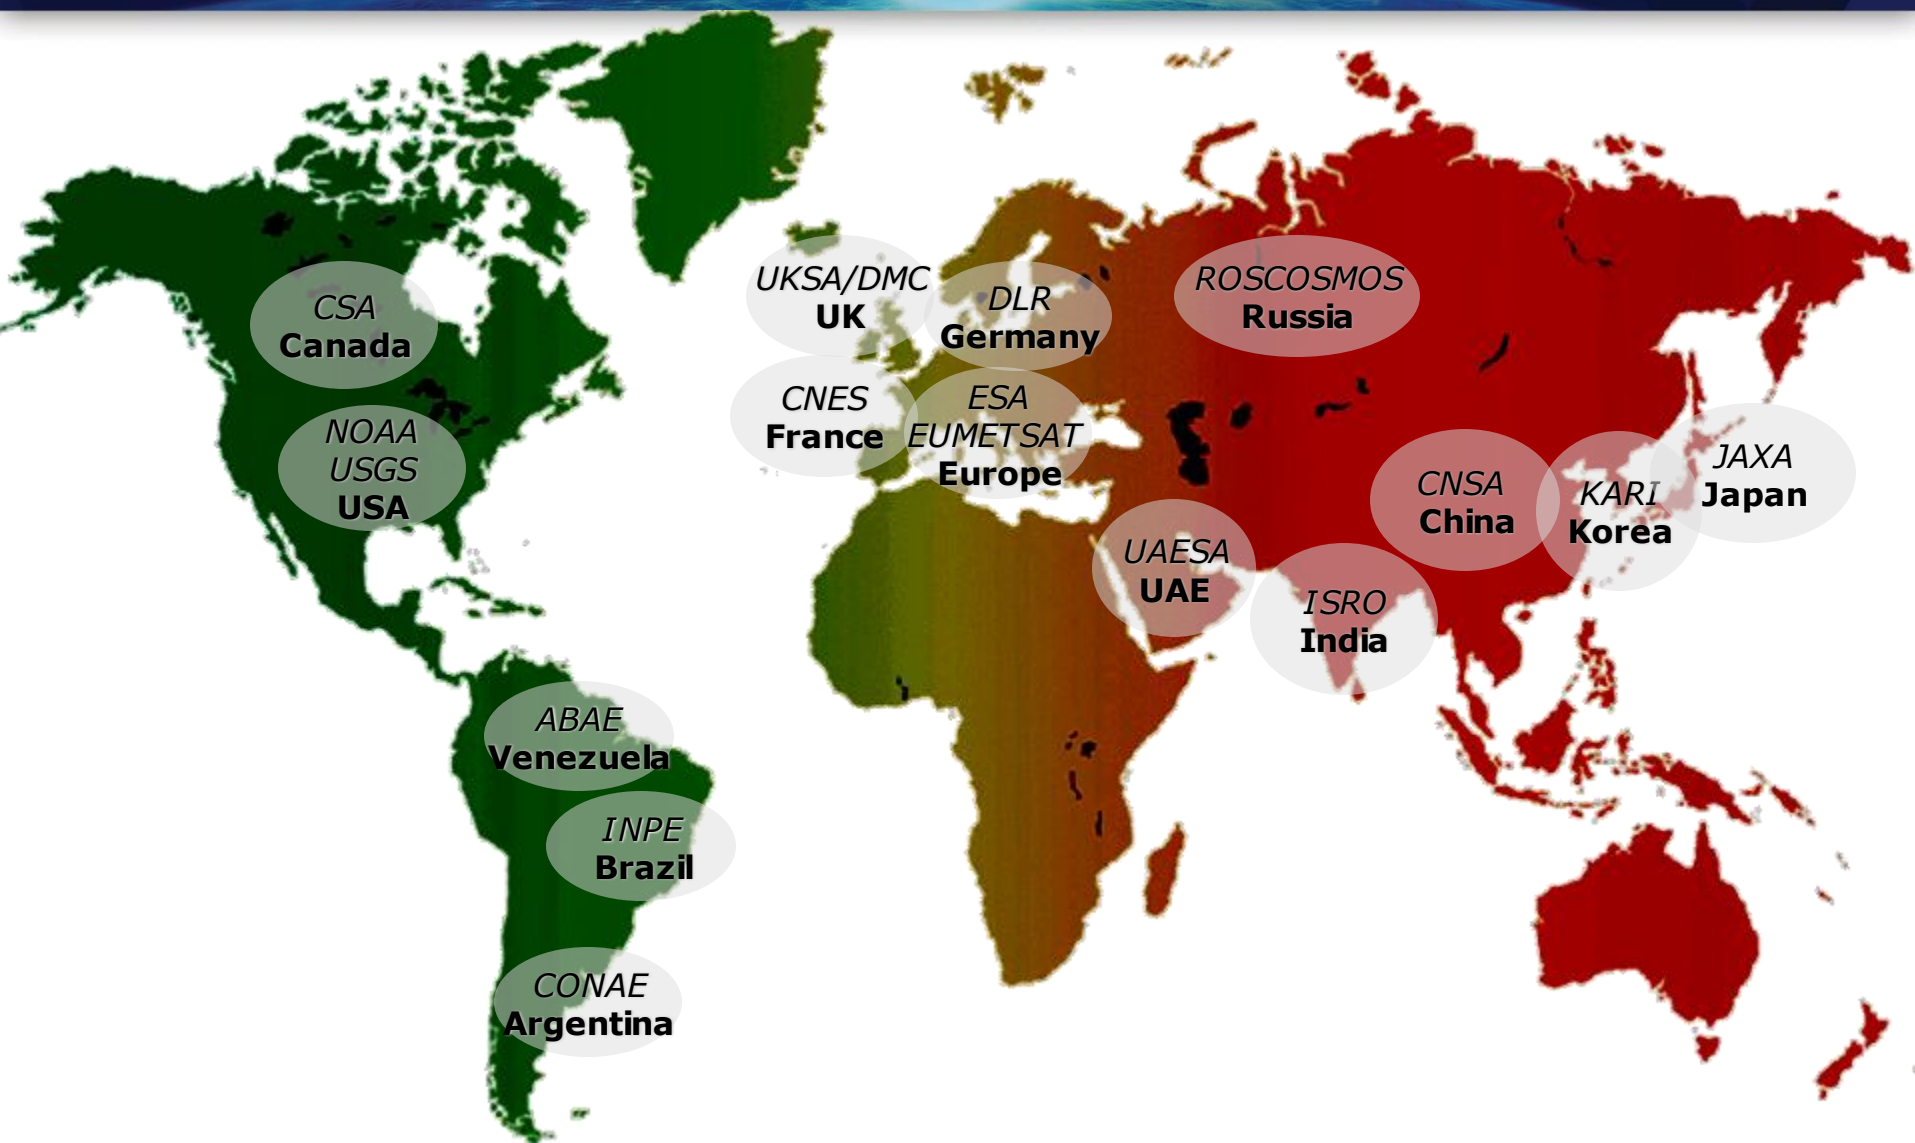 CSA
Canada
NOAA
USGS
USA
UKSA/DMC
UK
DLR
Germany
ROSCOSMOS
Russia
CNES
France
ESA
EUMETSAT
Europe
CNSA
China
KARI
Korea
JAXA
Japan
UAESA
UAE
ISRO
India
ABAE
Venezuela
INPE
Brazil
CONAE
Argentina